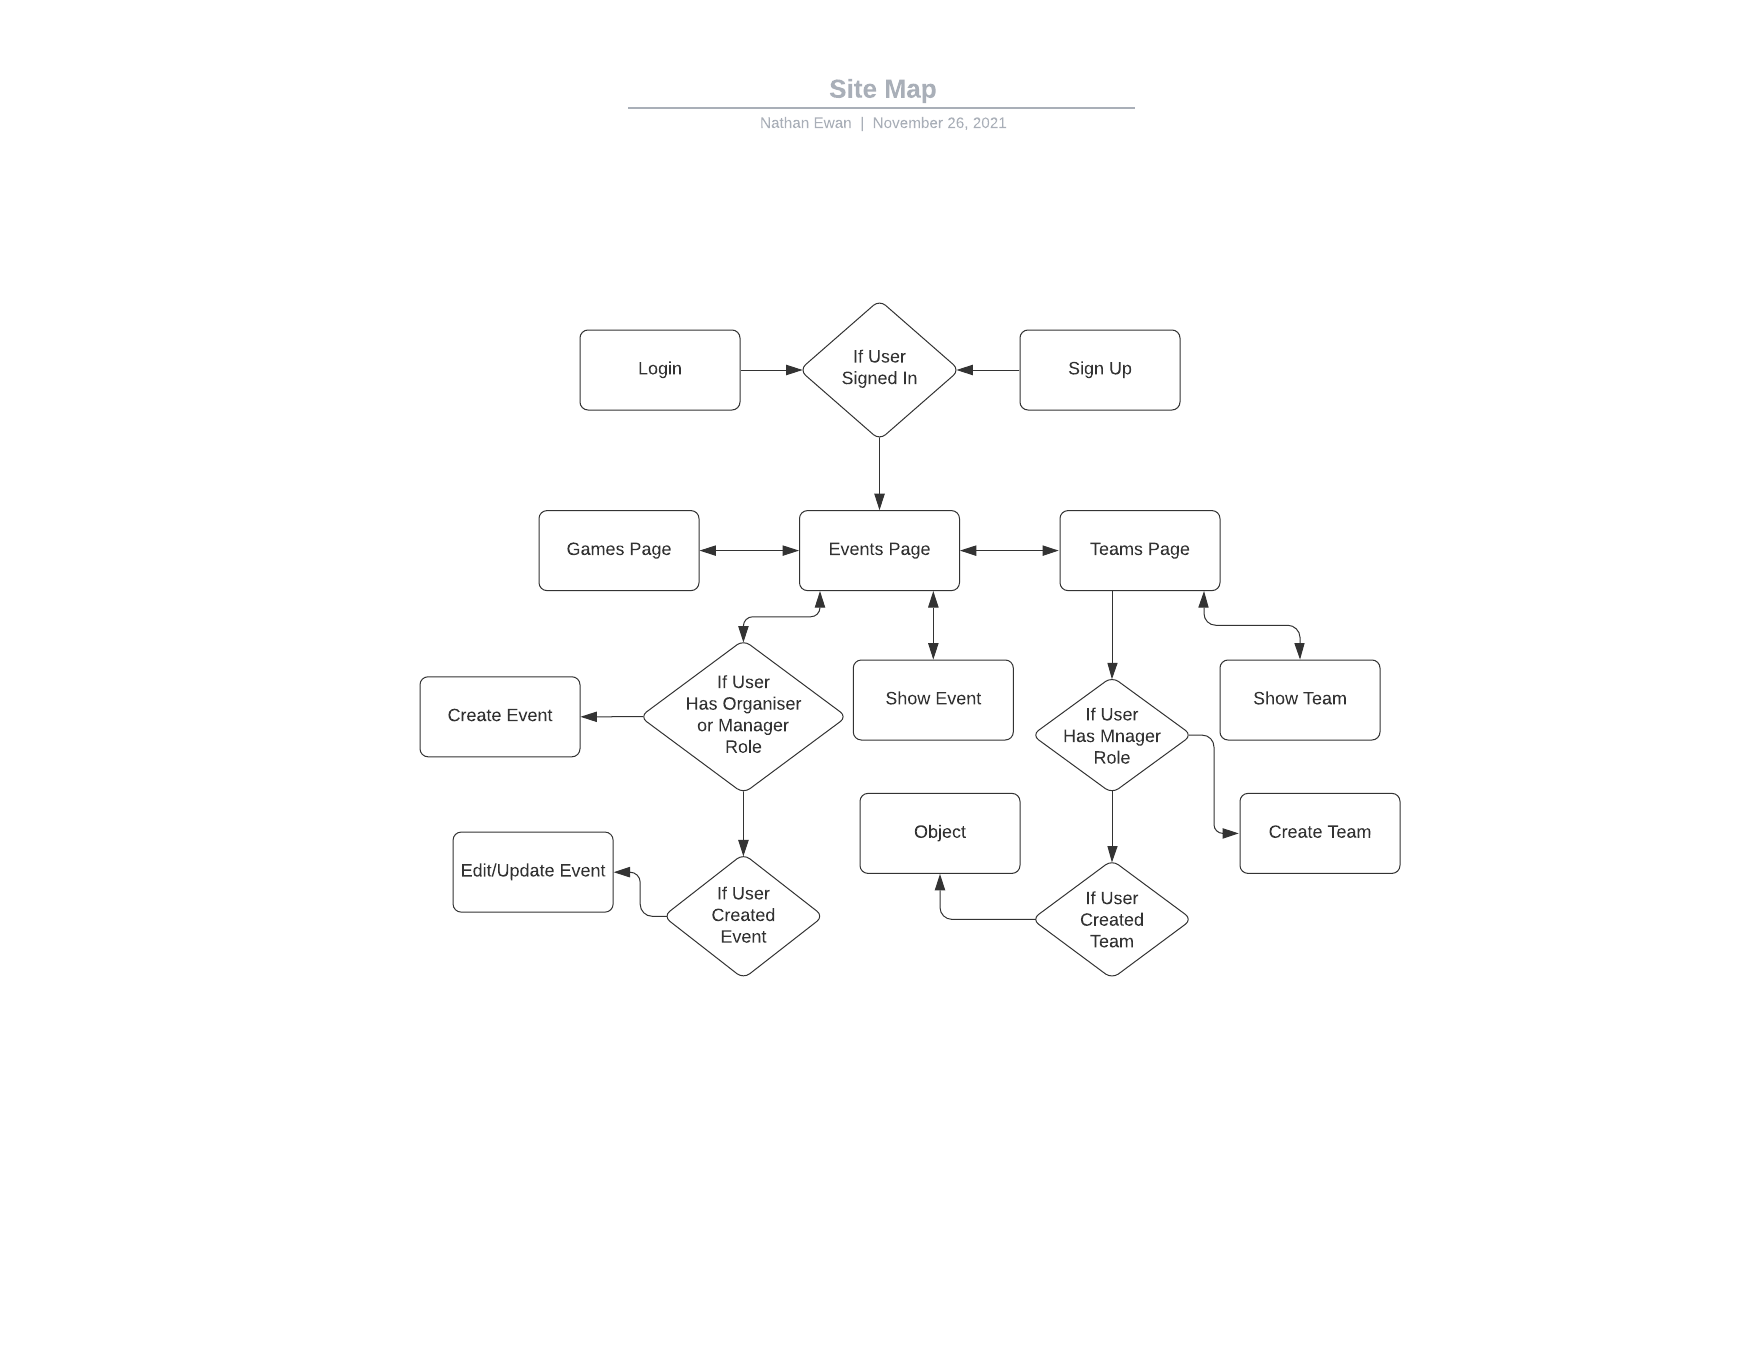 Site Map
Nathan Ewan | November 26, 2021
Login
If User
Signed In
Sign Up
Games Page
Events Page
Teams Page
Create Event
If User
Has Organiser
or Manager
Role
Show Event
If User
Has Mnager
Role
Show Team
Edit/Update Event
If User
Created
Event
Object
If User
Created
Team
Create Team